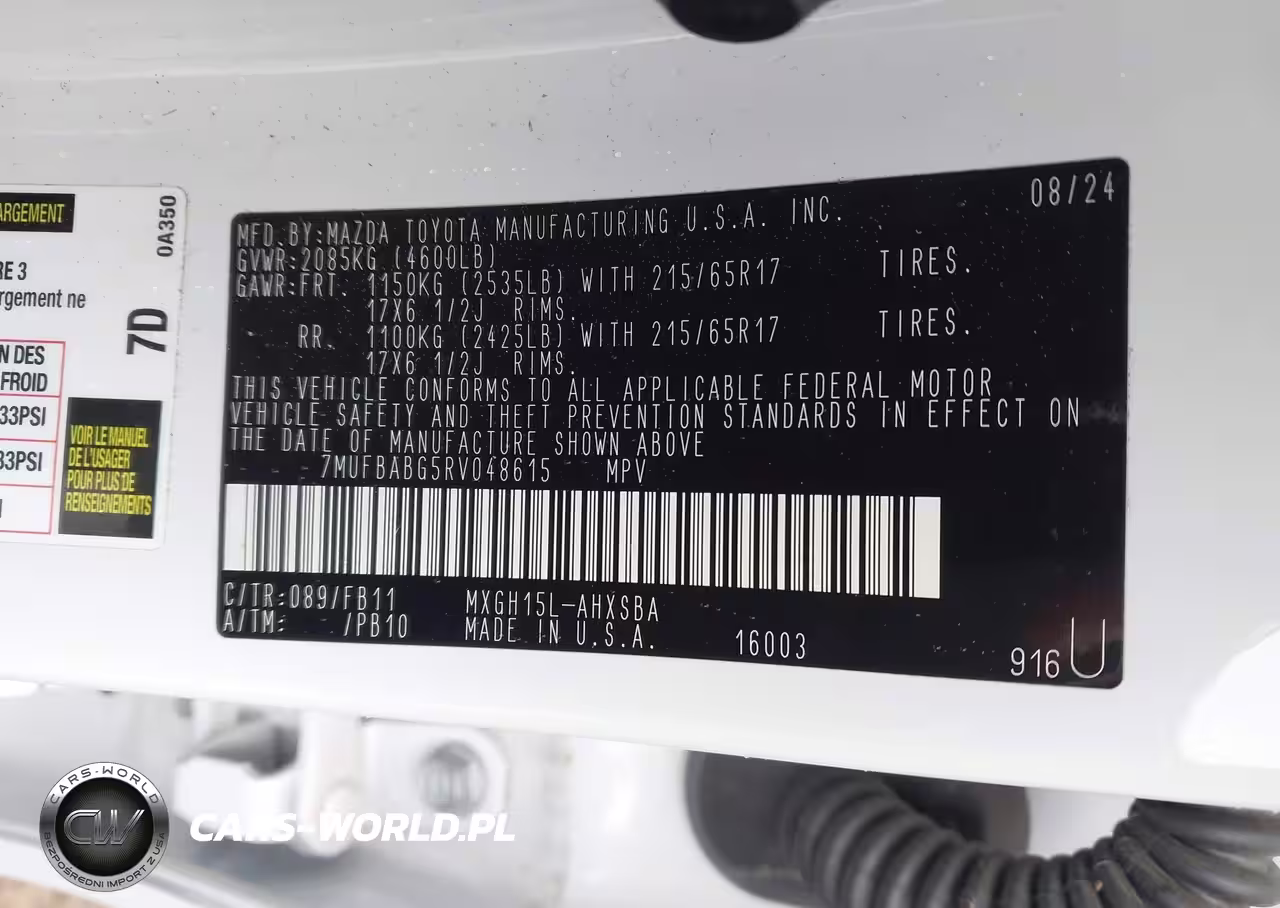 ARGEMENT
0A350
RE 3
rgement ne
7D
N DES
FROID
33PSI
33PSI
VOIR LE MANUEL
DE L'USAGER
POUR PLUS DE
RENSEIGNEMENTS
08/24
MFD.BY:MAZDA TOYOTA MANUFACTURING U.S.A. INC.
GVWR:2085KG (4600LB)
GAWR:FRT. 1150KG (2535LB) WITH 215/65R17 TIRES.
17X6 1/2J RIMS.
RR. 1100KG (2425LB) WITH 215/65R17 TIRES.
17X6 1/2J RIMS.
THIS VEHICLE CONFORMS TO ALL APPLICABLE FEDERAL MOTOR
VEHICLE SAFETY AND THEFT PREVENTION STANDARDS IN EFFECT ON
THE DATE OF MANUFACTURE SHOWN ABOVE
7MUFBABG5RV048615 MPV
C/TR:089/FB11 MXGH15L-AHXSBA
A/TM: /PB10 MADE IN U.S.A. 16003
916 U
CARS-WORLD
CW
BEZPOŚREDNI IMPORT Z USA
CARS-WORLD.PL